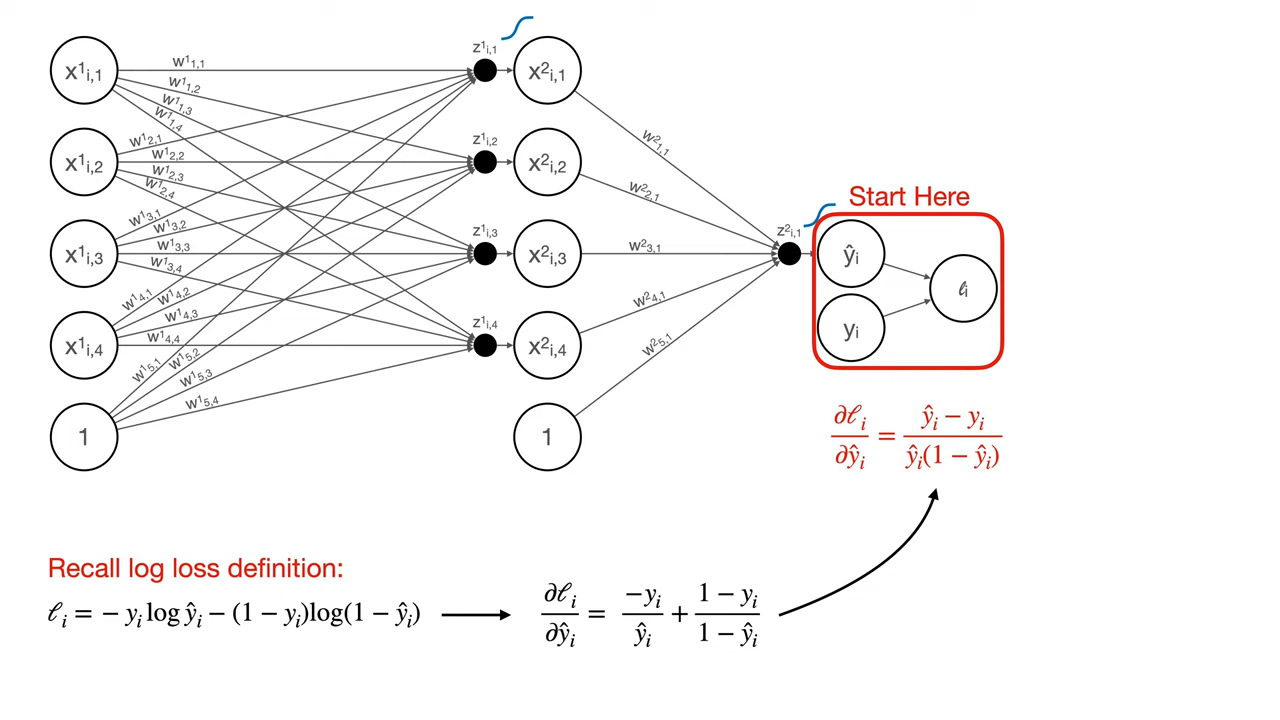 x¹i,1
x¹i,2
x¹i,3
x¹i,4
1
w¹1,1
w¹1,2
w¹1,3
w¹1,4
w¹2,1
w¹2,2
w¹2,3
w¹2,4
w¹3,1
w¹3,2
w¹3,3
w¹3,4
w¹4,1
w¹4,2
w¹4,3
w¹4,4
w¹5,1
w¹5,2
w¹5,3
w¹5,4
z¹i,1
z¹i,2
z¹i,3
z¹i,4
x²i,1
x²i,2
x²i,3
x²i,4
1
w²1,1
w²2,1
w²3,1
w²4,1
w²5,1
z²i,1
Start Here
ŷi
yi
ℓi
∂ℓi / ∂ŷi = (ŷi − yi) / (ŷi(1 − ŷi))
Recall log loss definition:
ℓi = − yi log ŷi − (1 − yi)log(1 − ŷi)
∂ℓi / ∂ŷi = −yi / ŷi + (1 − yi) / (1 − ŷi)